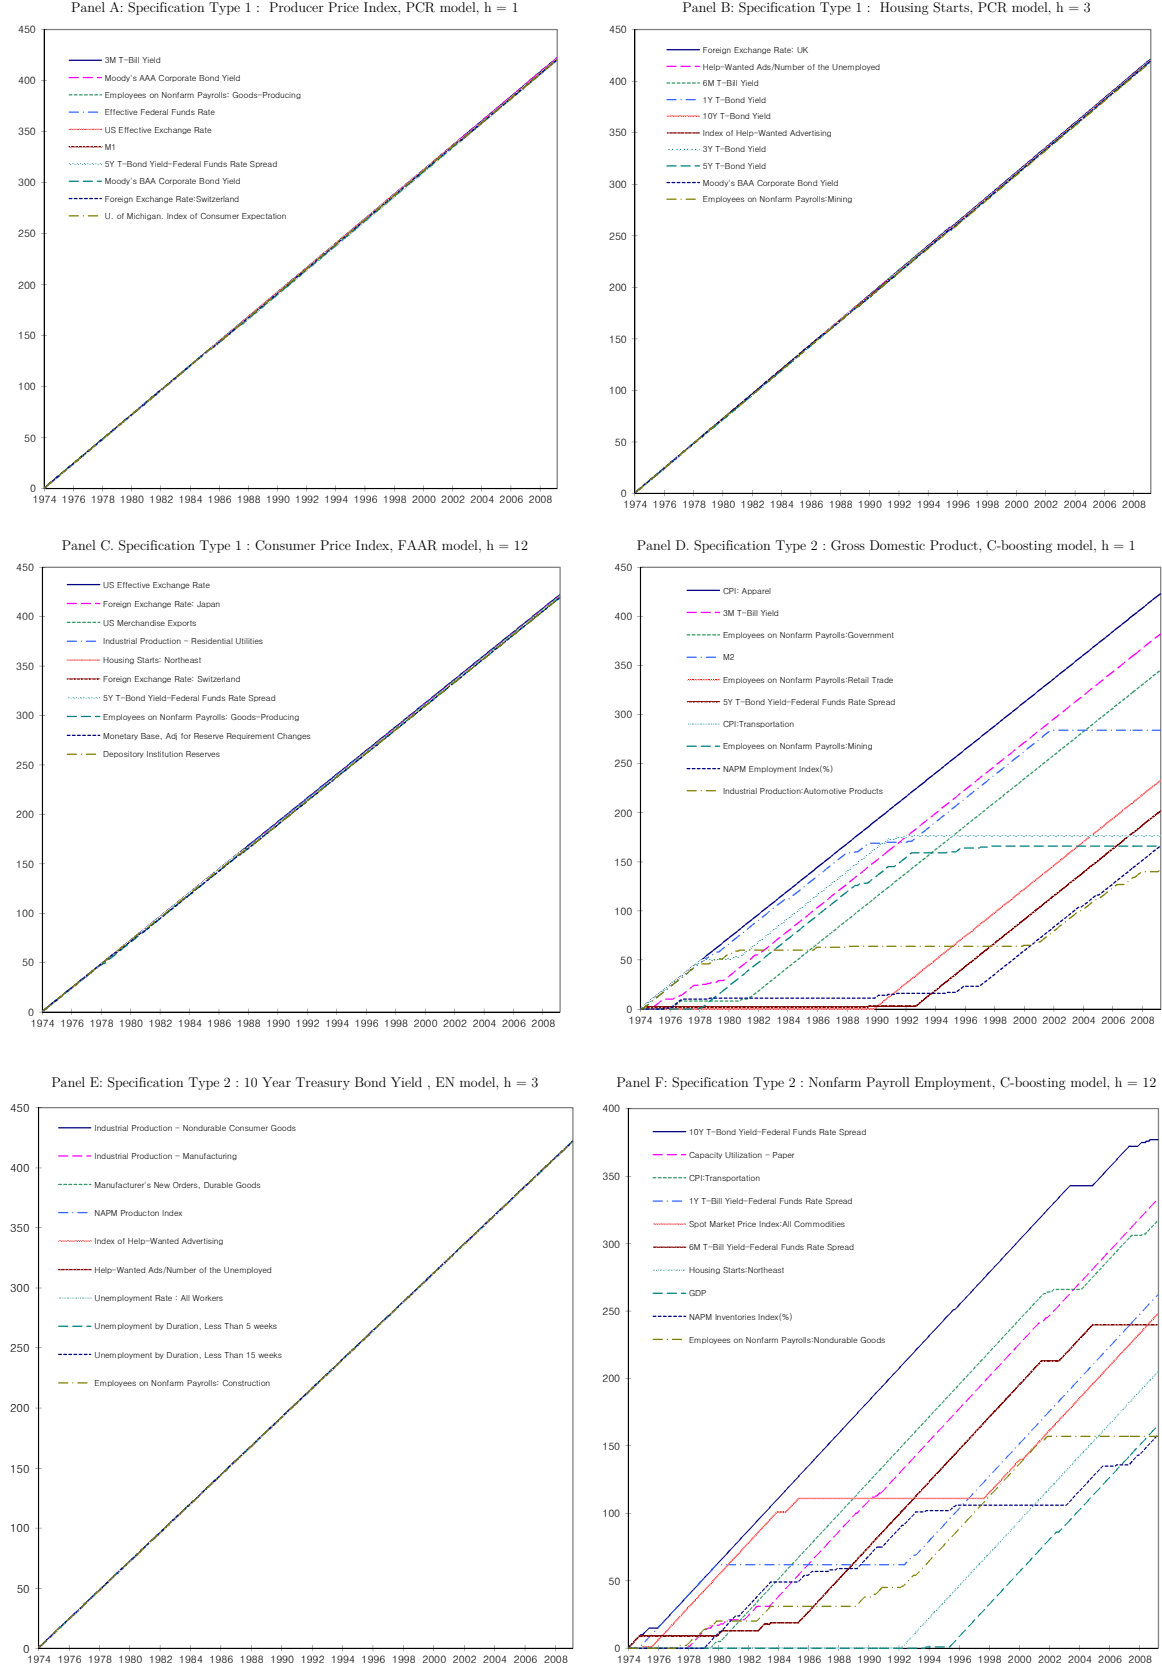 Panel A: Specification Type 1 : Producer Price Index, PCR model, h = 1
450
400
350
300
250
200
150
100
50
0
3M T-Bill Yield
Moody's AAA Corporate Bond Yield
Employees on Nonfarm Payrolls: Goods-Producing
Effective Federal Funds Rate
US Effective Exchange Rate
M1
5Y T-Bond Yield-Federal Funds Rate Spread
Moody's BAA Corporate Bond Yield
Foreign Exchange Rate:Switzerland
U. of Michigan. Index of Consumer Expectation
1974 1976 1978 1980 1982 1984 1986 1988 1990 1992 1994 1996 1998 2000 2002 2004 2006 2008
Panel B: Specification Type 1 : Housing Starts, PCR model, h = 3
450
400
350
300
250
200
150
100
50
0
Foreign Exchange Rate: UK
Help-Wanted Ads/Number of the Unemployed
6M T-Bill Yield
1Y T-Bond Yield
10Y T-Bond Yield
Index of Help-Wanted Advertising
3Y T-Bond Yield
5Y T-Bond Yield
Moody's BAA Corporate Bond Yield
Employees on Nonfarm Payrolls:Mining
1974 1976 1978 1980 1982 1984 1986 1988 1990 1992 1994 1996 1998 2000 2002 2004 2006 2008
Panel C. Specification Type 1 : Consumer Price Index, FAAR model, h = 12
450
400
350
300
250
200
150
100
50
0
US Effective Exchange Rate
Foreign Exchange Rate: Japan
US Merchandise Exports
Industrial Production - Residential Utilities
Housing Starts: Northeast
Foreign Exchange Rate: Switzerland
5Y T-Bond Yield-Federal Funds Rate Spread
Employees on Nonfarm Payrolls: Goods-Producing
Monetary Base, Adj for Reserve Requirement Changes
Depository Institution Reserves
1974 1976 1978 1980 1982 1984 1986 1988 1990 1992 1994 1996 1998 2000 2002 2004 2006 2008
Panel D. Specification Type 2 : Gross Domestic Product, C-boosting model, h = 1
450
400
350
300
250
200
150
100
50
0
CPI: Apparel
3M T-Bill Yield
Employees on Nonfarm Payrolls:Government
M2
Employees on Nonfarm Payrolls:Retail Trade
5Y T-Bond Yield-Federal Funds Rate Spread
CPI:Transportation
Employees on Nonfarm Payrolls:Mining
NAPM Employment Index(%)
Industrial Production:Automotive Products
1974 1976 1978 1980 1982 1984 1986 1988 1990 1992 1994 1996 1998 2000 2002 2004 2006 2008
Panel E: Specification Type 2 : 10 Year Treasury Bond Yield , EN model, h = 3
450
400
350
300
250
200
150
100
50
0
Industrial Production - Nondurable Consumer Goods
Industrial Production - Manufacturing
Manufacturer's New Orders, Durable Goods
NAPM Producton Index
Index of Help-Wanted Advertising
Help-Wanted Ads/Number of the Unemployed
Unemployment Rate : All Workers
Unemployment by Duration, Less Than 5 weeks
Unemployment by Duration, Less Than 15 weeks
Employees on Nonfarm Payrolls: Construction
1974 1976 1978 1980 1982 1984 1986 1988 1990 1992 1994 1996 1998 2000 2002 2004 2006 2008
Panel F: Specification Type 2 : Nonfarm Payroll Employment, C-boosting model, h = 12
400
350
300
250
200
150
100
50
0
10Y T-Bond Yield-Federal Funds Rate Spread
Capacity Utilization - Paper
CPI:Transportation
1Y T-Bill Yield-Federal Funds Rate Spread
Spot Market Price Index:All Commodities
6M T-Bill Yield-Federal Funds Rate Spread
Housing Starts:Northeast
GDP
NAPM Inventories Index(%)
Employees on Nonfarm Payrolls:Nondurable Goods
1974 1976 1978 1980 1982 1984 1986 1988 1990 1992 1994 1996 1998 2000 2002 2004 2006 2008